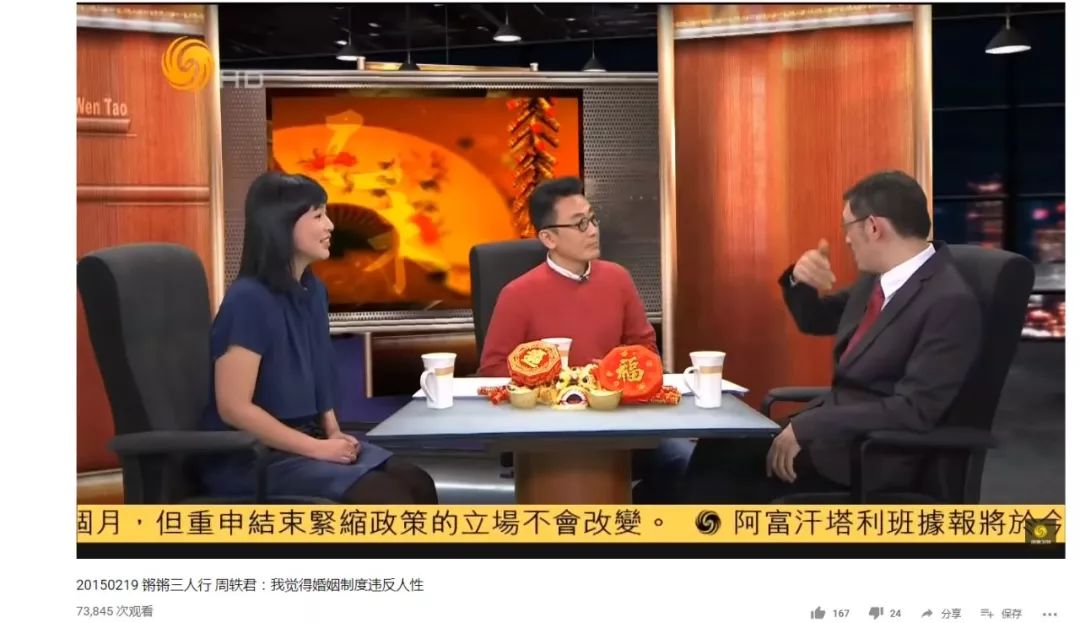 HD
Wen Tao
福
個月，但重申結束緊縮政策的立場不會改變。 阿富汗塔利班據報將於今
20150219 锵锵三人行 周轶君：我觉得婚姻制度违反人性
73,845 次观看
167 24 分享 保存